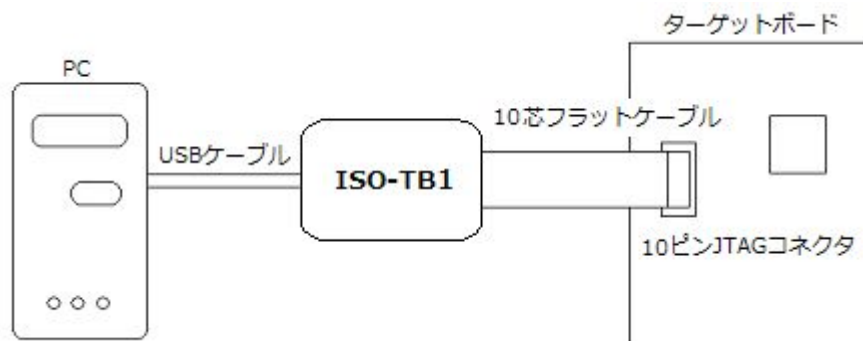 ターゲットボード
PC
10芯フラットケーブル
USBケーブル
ISO-TB1
10ピンJTAGコネクタ